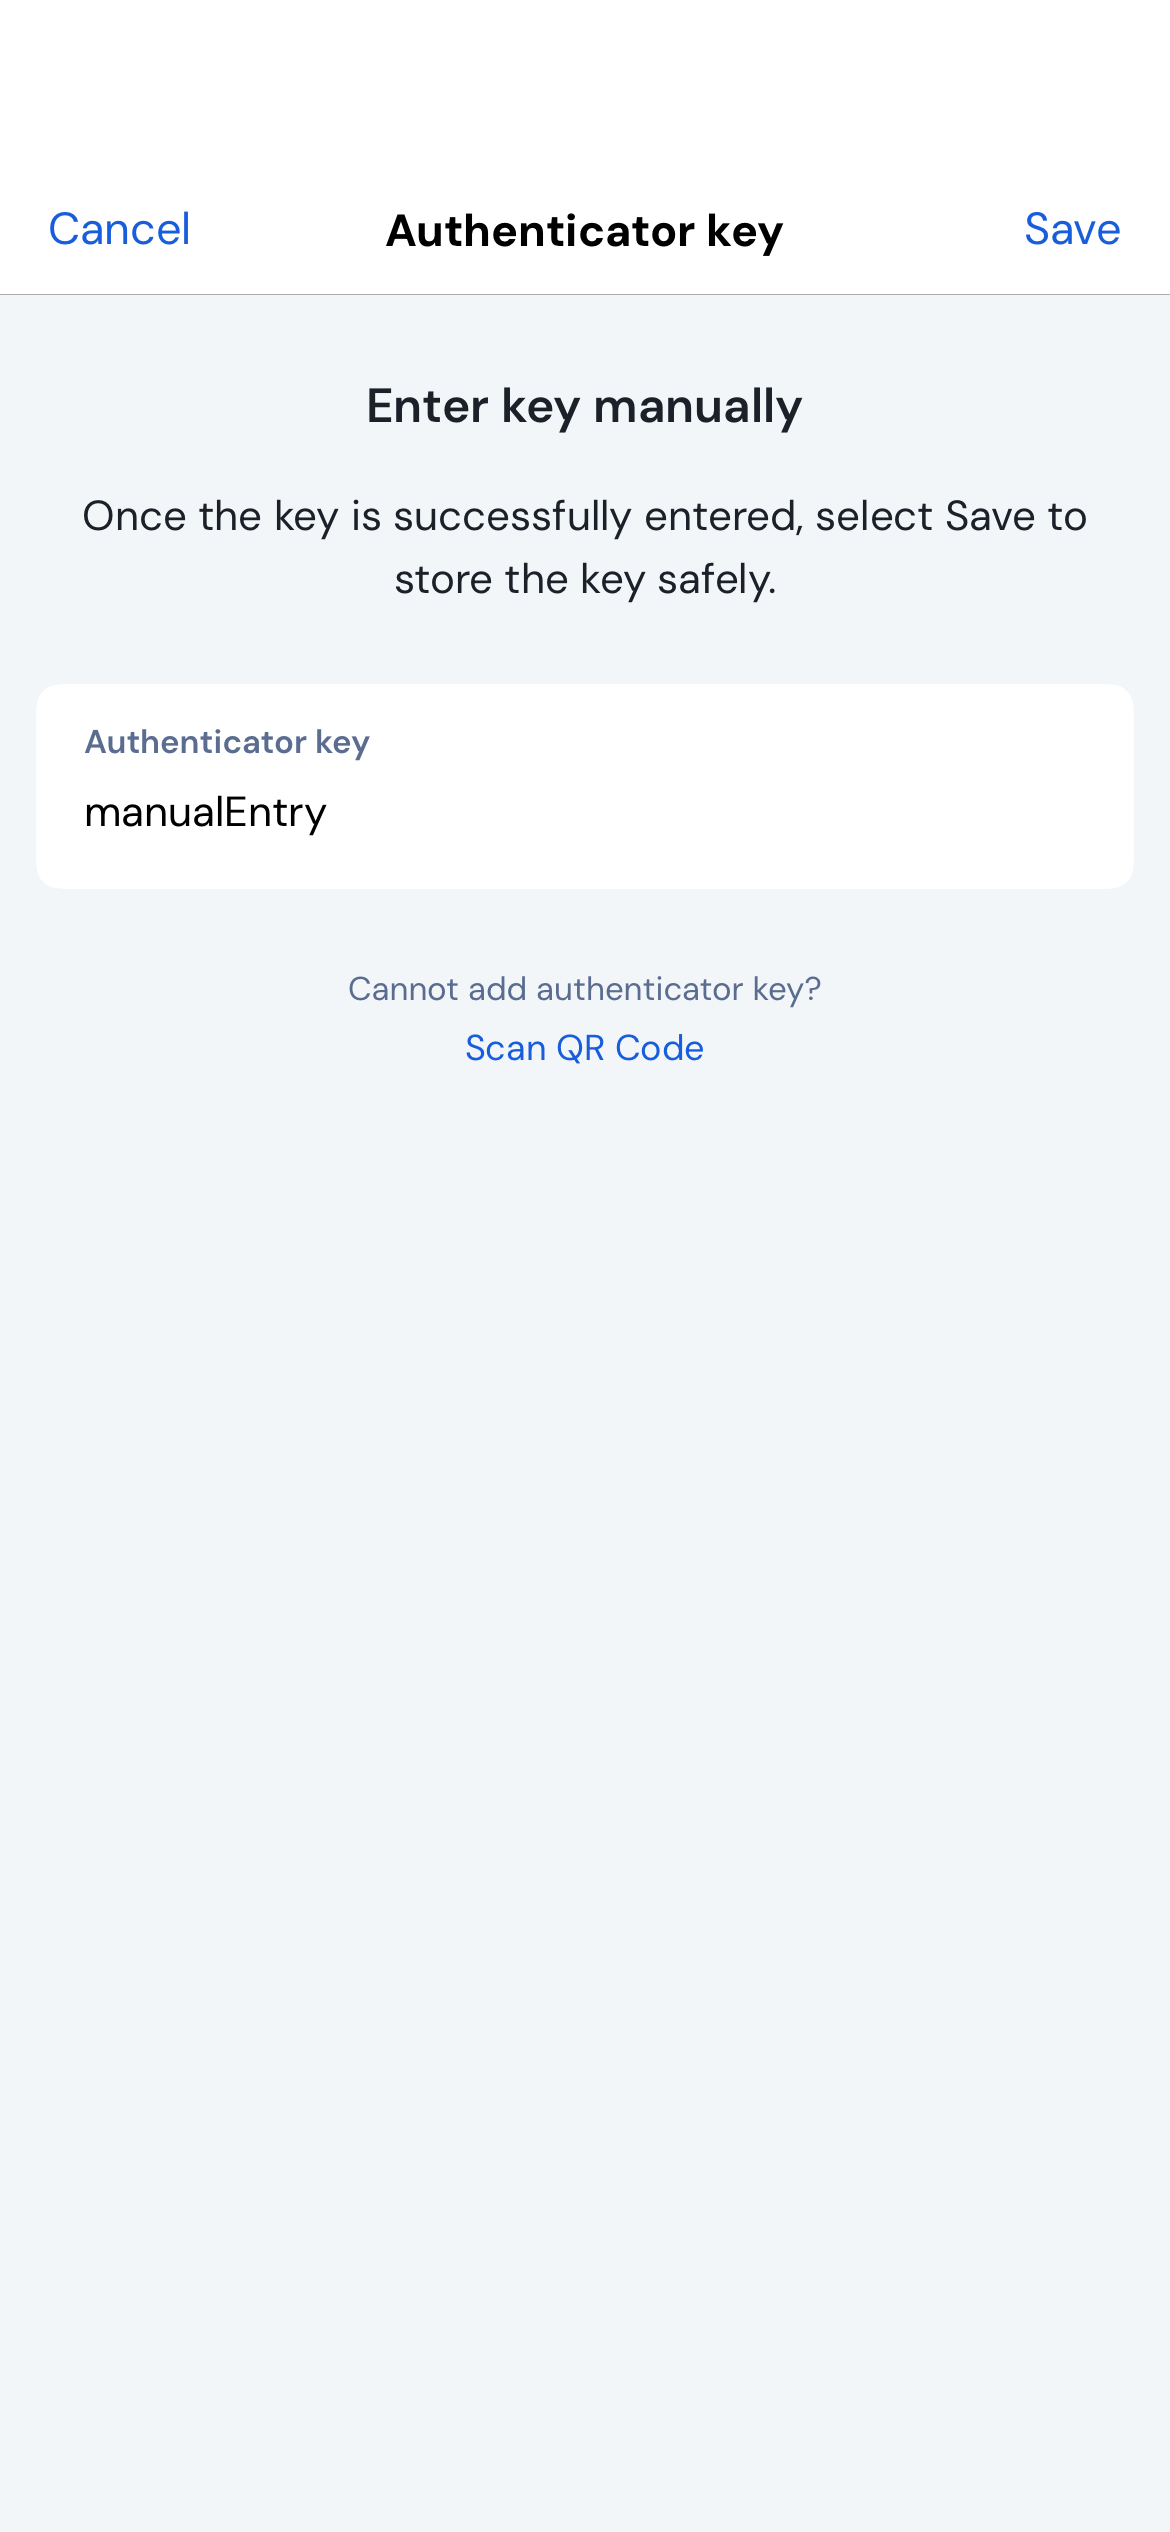 Cancel
Authenticator key
Save
Enter key manually
Once the key is successfully entered, select Save to
store the key safely.
Authenticator key
manualEntry
Cannot add authenticator key?
Scan QR Code